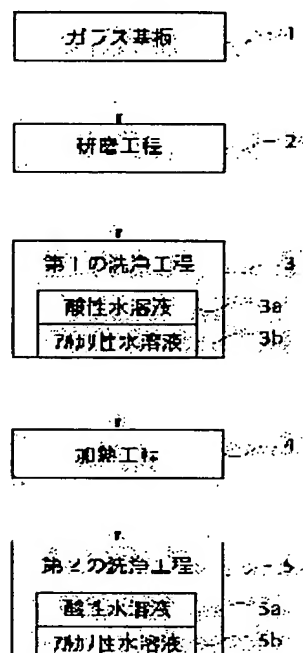 ガラス基板 1
研磨工程 2
第1の洗浄工程 3
酸性水溶液 3a
アルカリ性水溶液 3b
加熱工程 4
第2の洗浄工程 5
酸性水溶液 5a
アルカリ性水溶液 5b